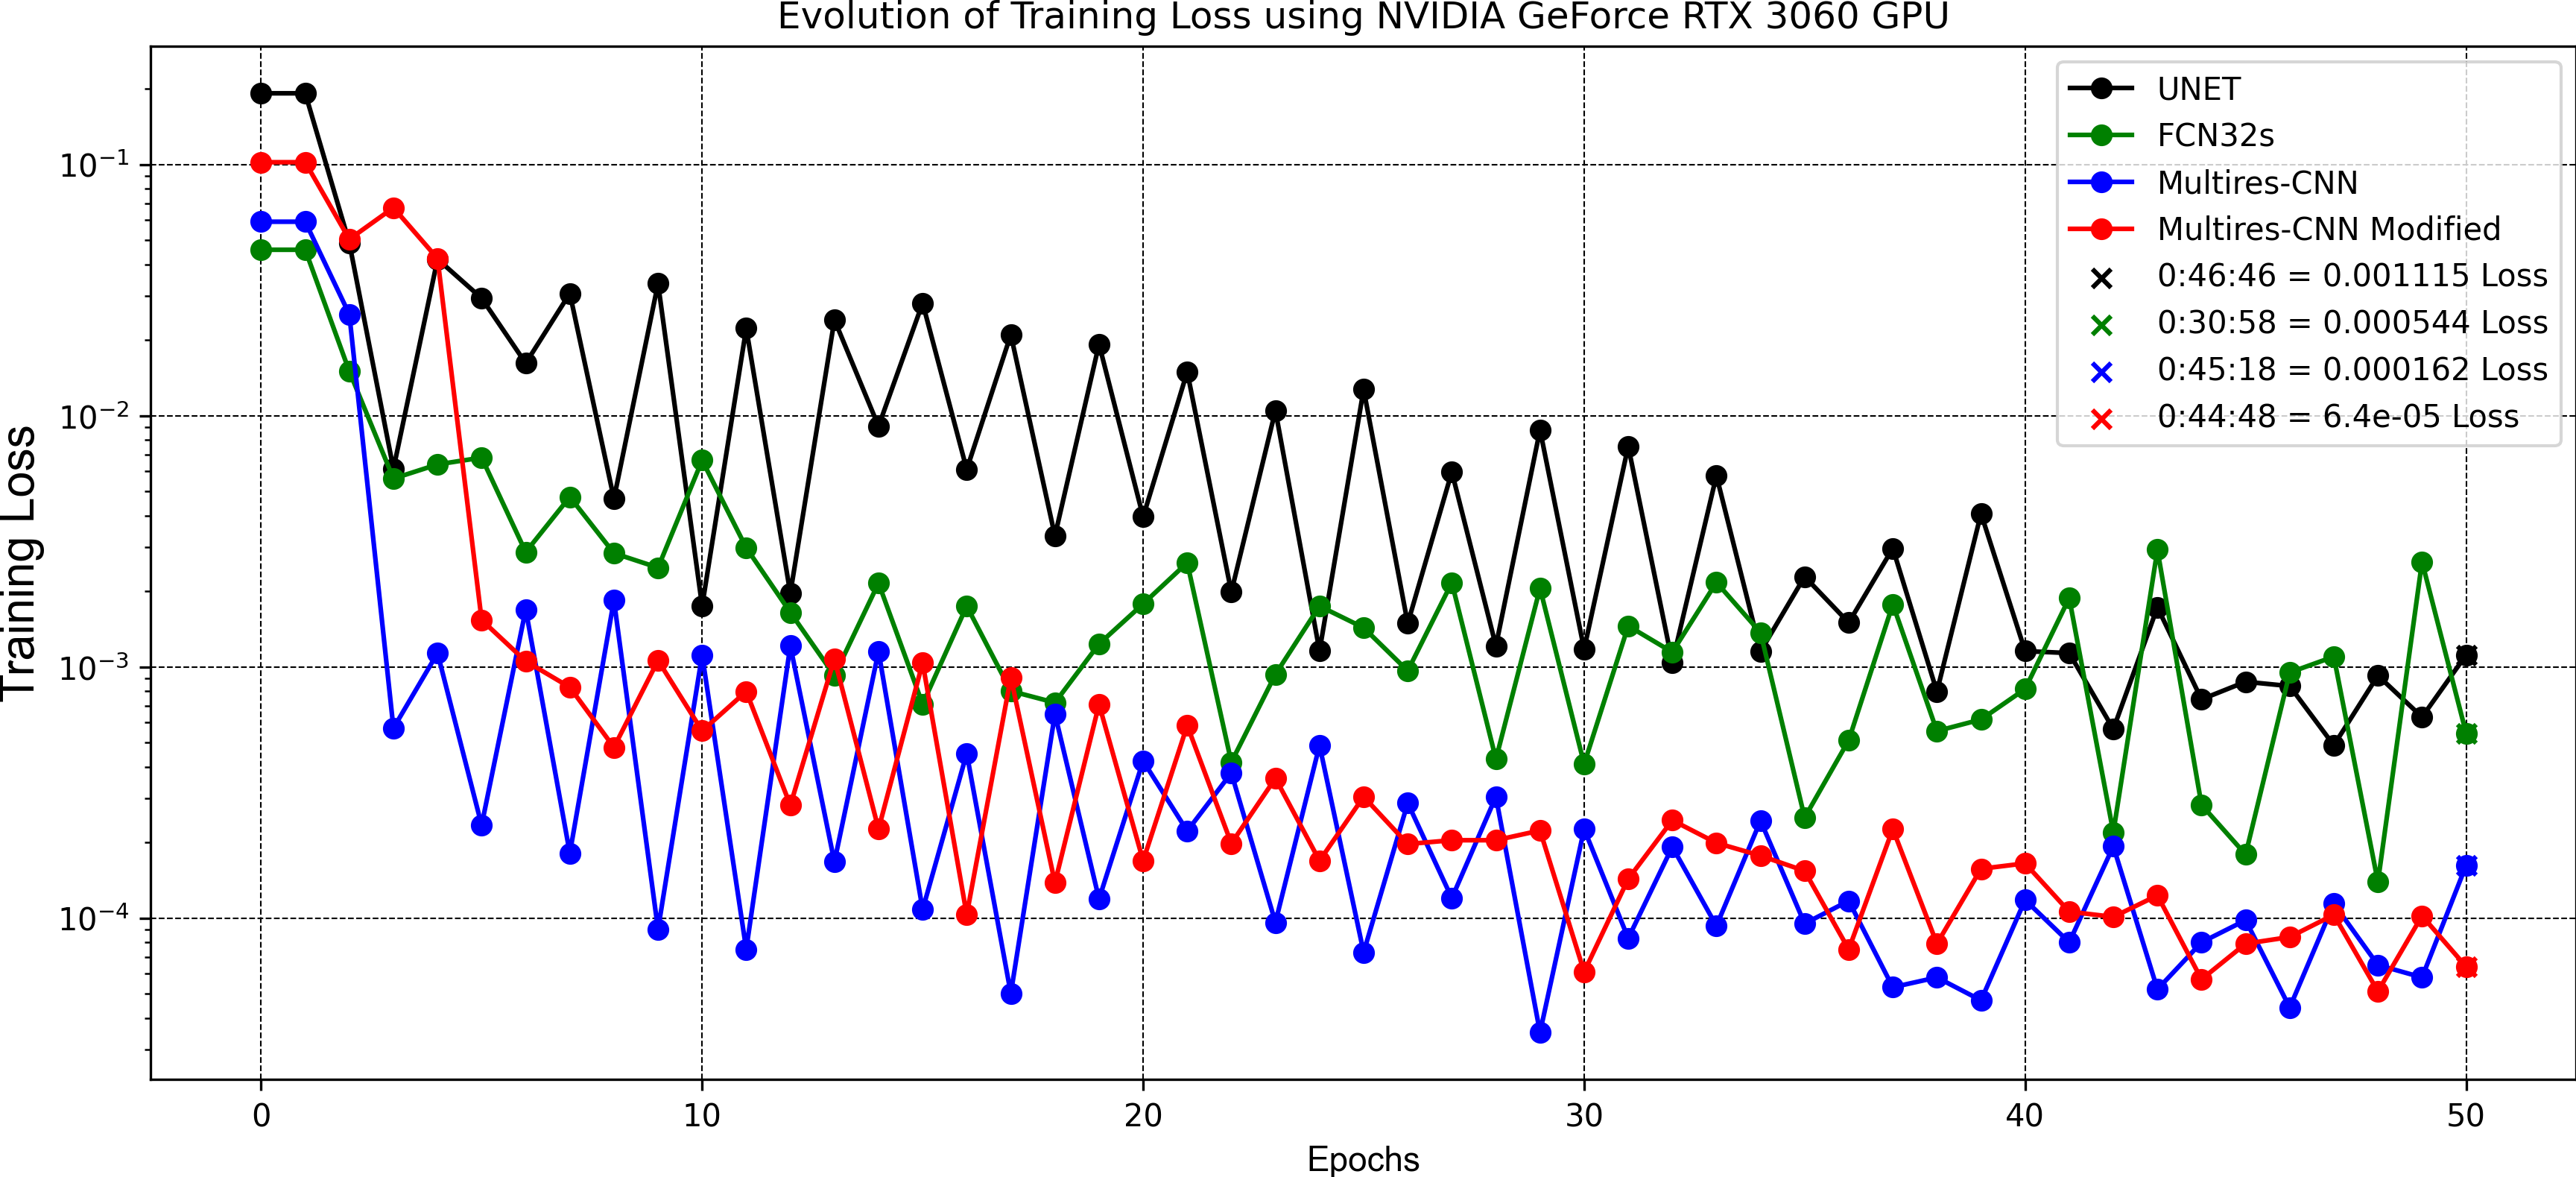 Evolution of Training Loss using NVIDIA GeForce RTX 3060 GPU
Training Loss
10⁻¹
10⁻²
10⁻³
10⁻⁴
UNET
FCN32s
Multires-CNN
Multires-CNN Modified
0:46:46 = 0.001115 Loss
0:30:58 = 0.000544 Loss
0:45:18 = 0.000162 Loss
0:44:48 = 6.4e-05 Loss
0 10 20 30 40 50
Epochs